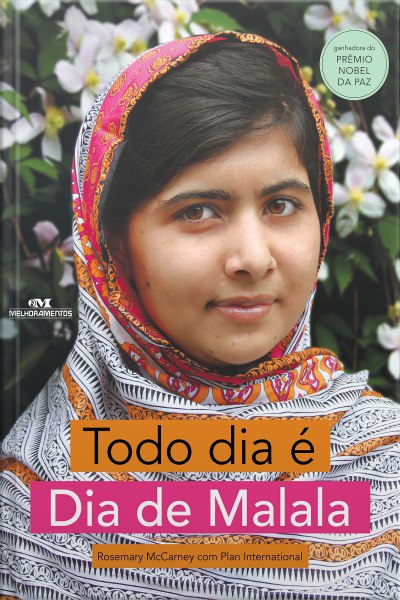 ganhadora do
PRÊMIO
NOBEL
DA PAZ
MELHORAMENTOS
Todo dia é
Dia de Malala
Rosemary McCarney com Plan International